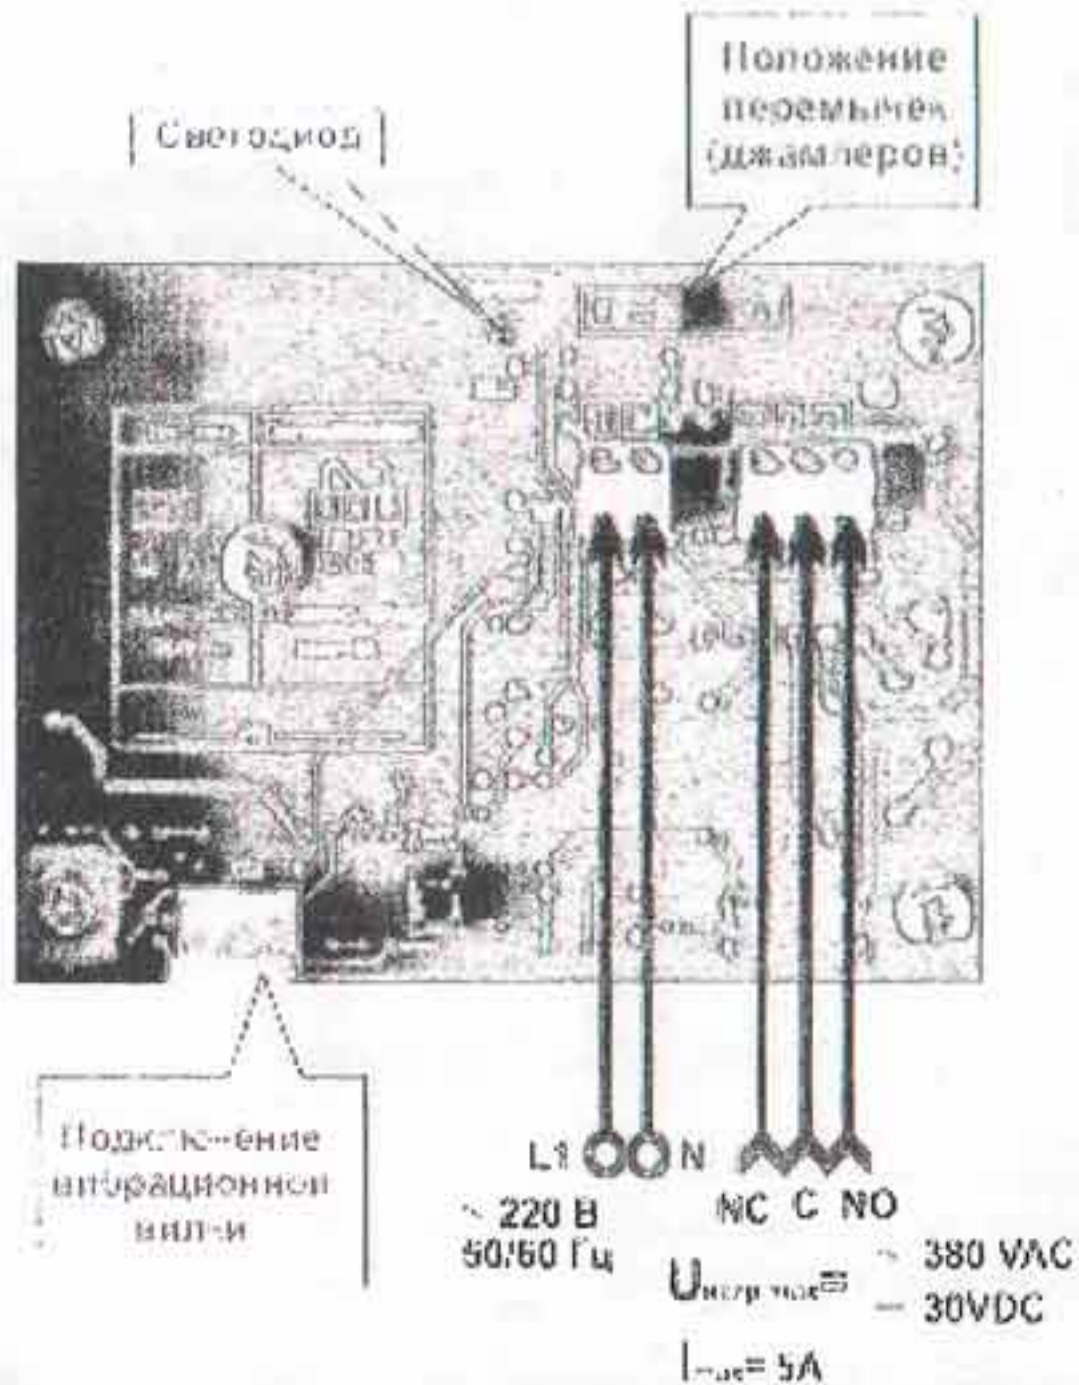 Светодиод
Положение
перемычек
(джамперов)
Подключение
вибрационной
вилки
L1 N
~ 220 В
50/60 Гц
NC C NO
~ 380 VAC
30VDC
= 5A